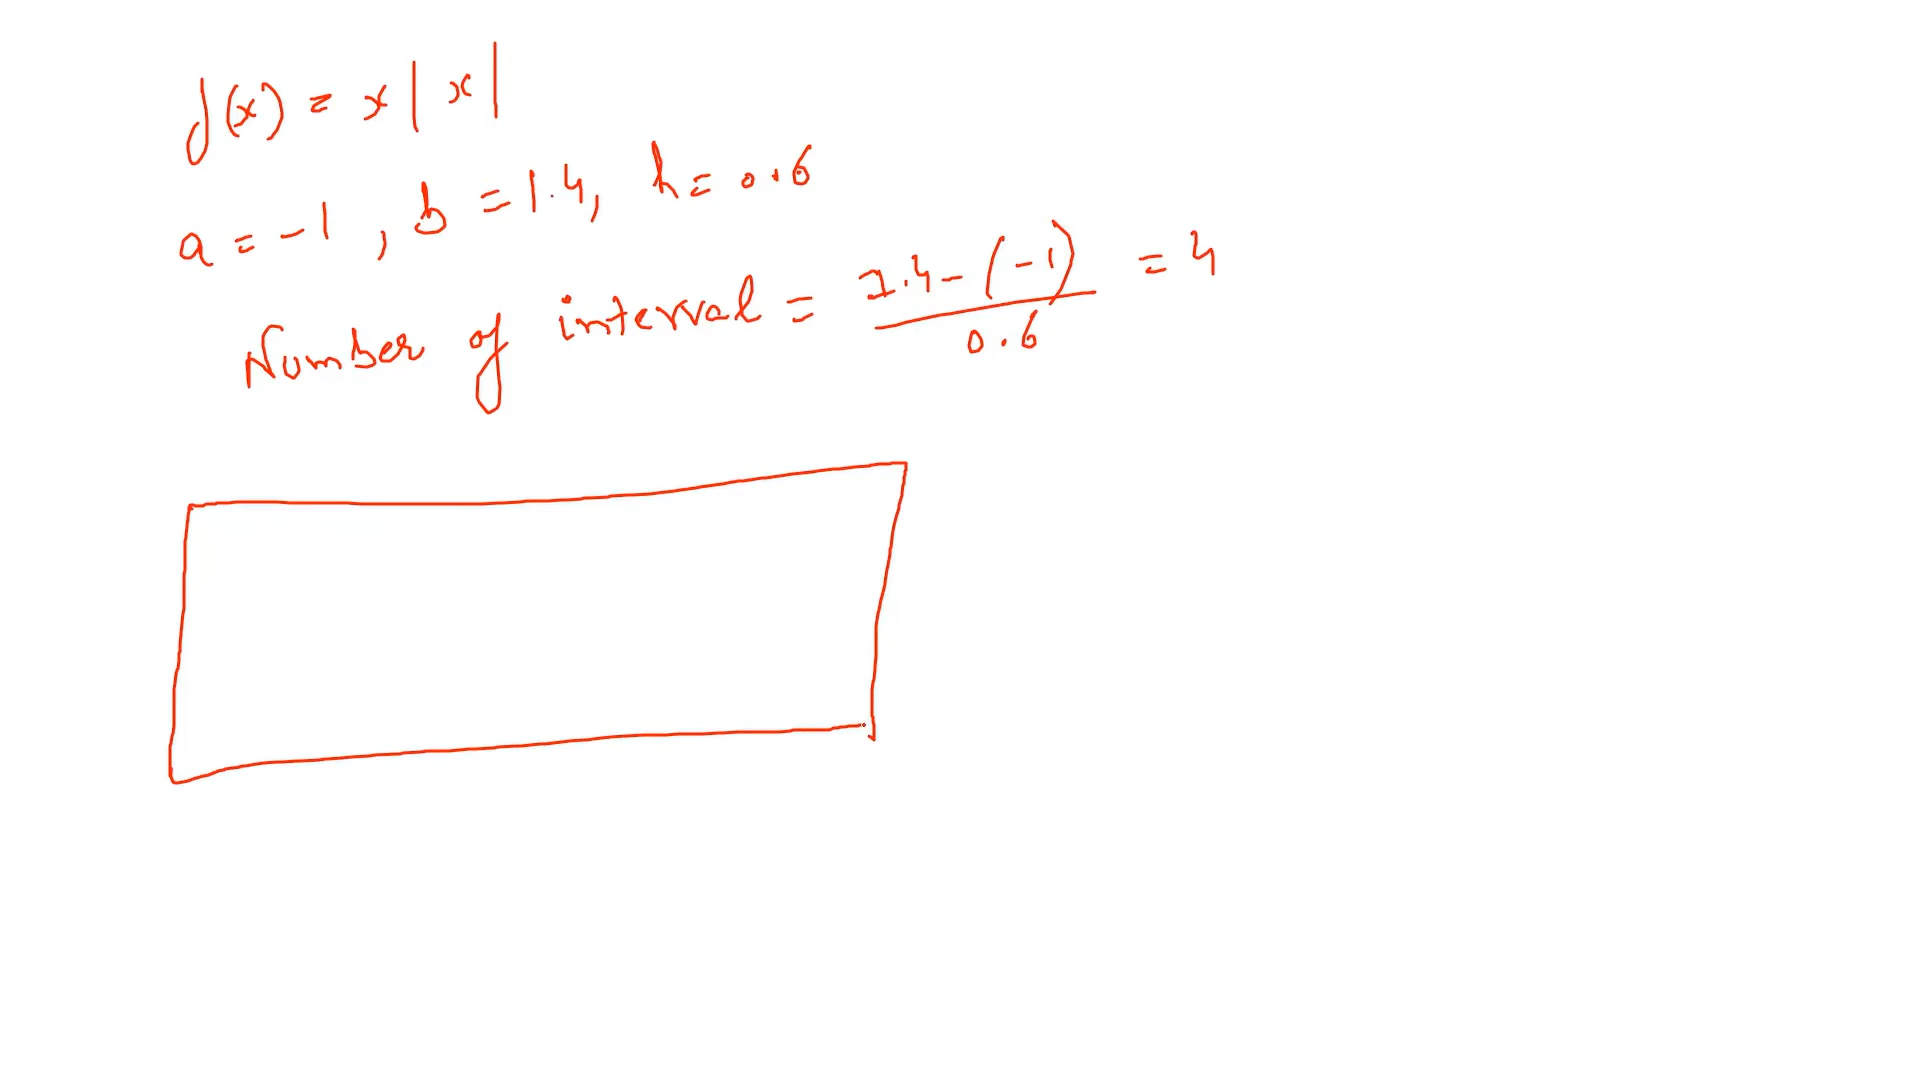 f(x) = x|x|
a = -1, b = 1.4, h = 0.6
Number of interval = (1.4 - (-1)) / 0.6 = 4